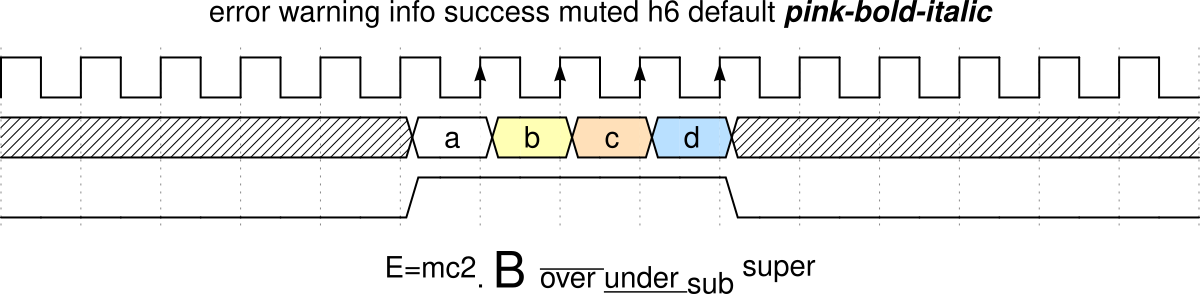 error warning info success muted h6 default pink-bold-italic
a b c d
E=mc2. B over under sub super